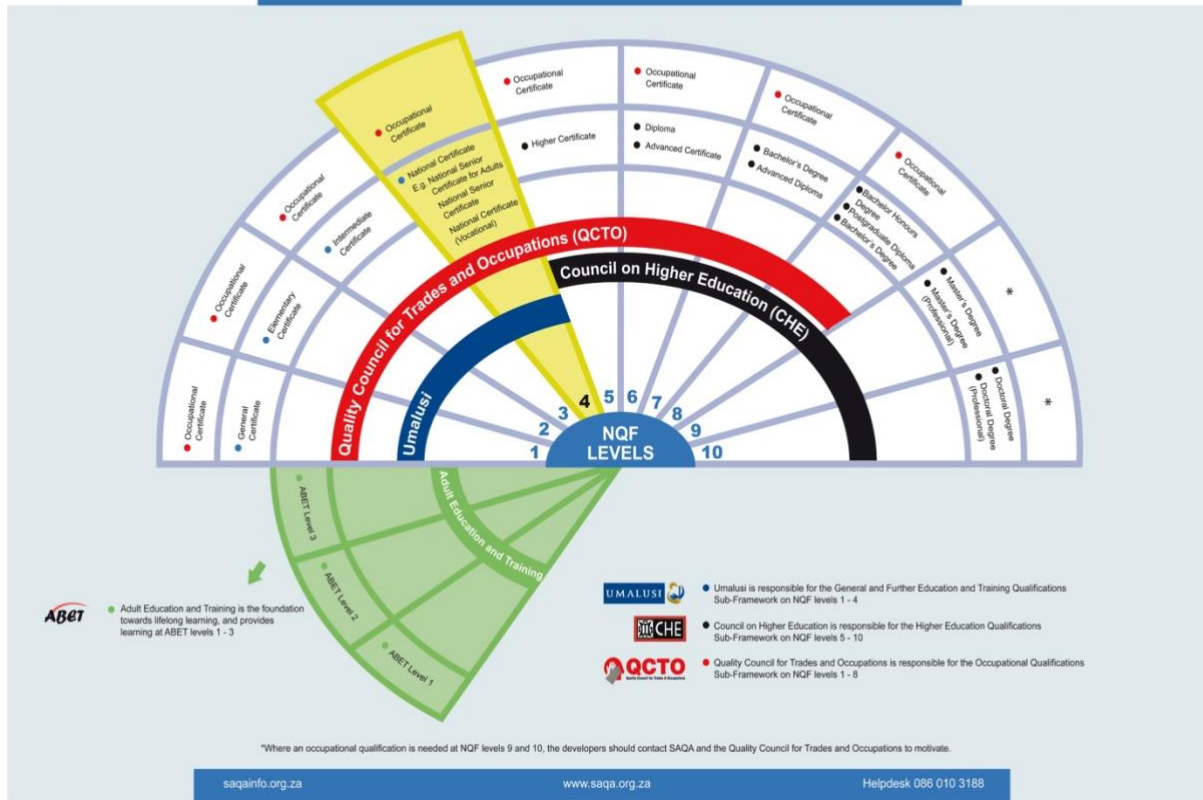 Occupational
Certificate
General
Certificate
Occupational
Certificate
Elementary
Certificate
Occupational
Certificate
Intermediate
Certificate
Occupational
Certificate
National Certificate
E.g. National Senior
Certificate for Adults
National Senior
Certificate
National Certificate
(Vocational)
Occupational
Certificate
Higher Certificate
Occupational
Certificate
Diploma
Advanced Certificate
Occupational
Certificate
Bachelor's Degree
Advanced Diploma
Occupational
Certificate
Bachelor Honours
Degree
Postgraduate Diploma
Bachelor's Degree
*
Master's Degree
Master's Degree
(Professional)
*
Doctoral Degree
Doctoral Degree
(Professional)
Quality Council for Trades and Occupations (QCTO)
Council on Higher Education (CHE)
Umalusi
1
2
3
4
5
6
7
8
9
10
NQF
LEVELS
Adult Education and Training
ABET Level 3
ABET Level 2
ABET Level 1
ABET
Adult Education and Training is the foundation
towards lifelong learning, and provides
learning at ABET levels 1 - 3
UMALUSI
Umalusi is responsible for the General and Further Education and Training Qualifications
Sub-Framework on NQF levels 1 - 4
CHE
Council on Higher Education is responsible for the Higher Education Qualifications
Sub-Framework on NQF levels 5 - 10
QCTO
Quality Council for Trades & Occupations
Quality Council for Trades and Occupations is responsible for the Occupational Qualifications
Sub-Framework on NQF levels 1 - 8
*Where an occupational qualification is needed at NQF levels 9 and 10, the developers should contact SAQA and the Quality Council for Trades and Occupations to motivate.
saqainfo.org.za
www.saqa.org.za
Helpdesk 086 010 3188